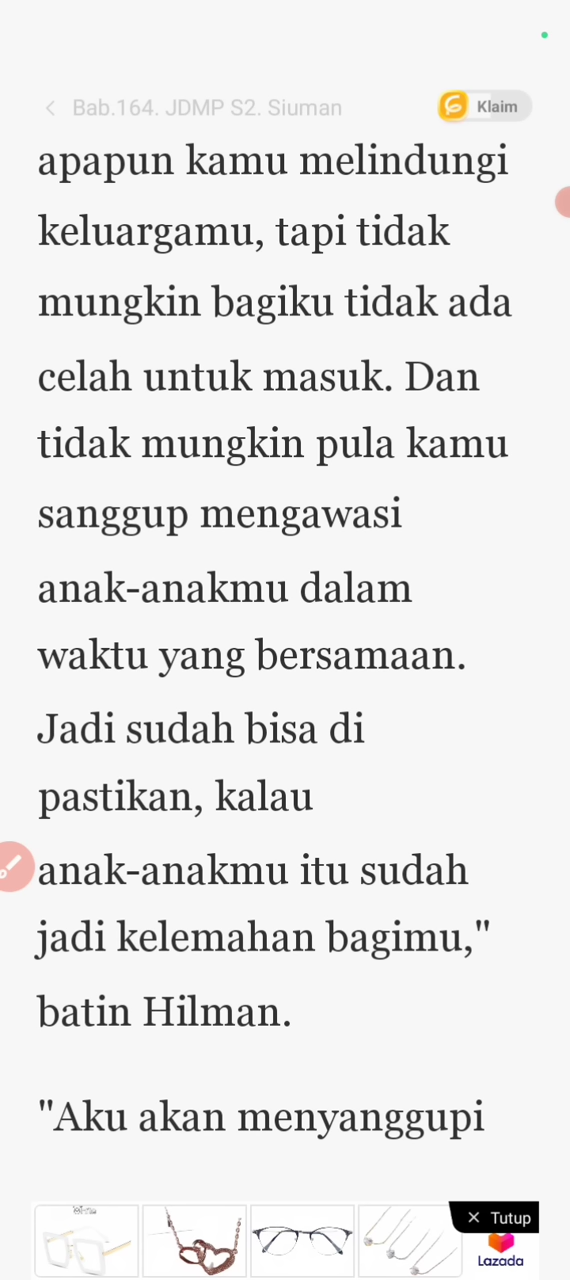 Bab.164. JDMP S2. Siuman
Klaim
apapun kamu melindungi
keluargamu, tapi tidak
mungkin bagiku tidak ada
celah untuk masuk. Dan
tidak mungkin pula kamu
sanggup mengawasi
anak-anakmu dalam
waktu yang bersamaan.
Jadi sudah bisa di
pastikan, kalau
anak-anakmu itu sudah
jadi kelemahan bagimu,"
batin Hilman.
"Aku akan menyanggupi
Tutup
Lazada